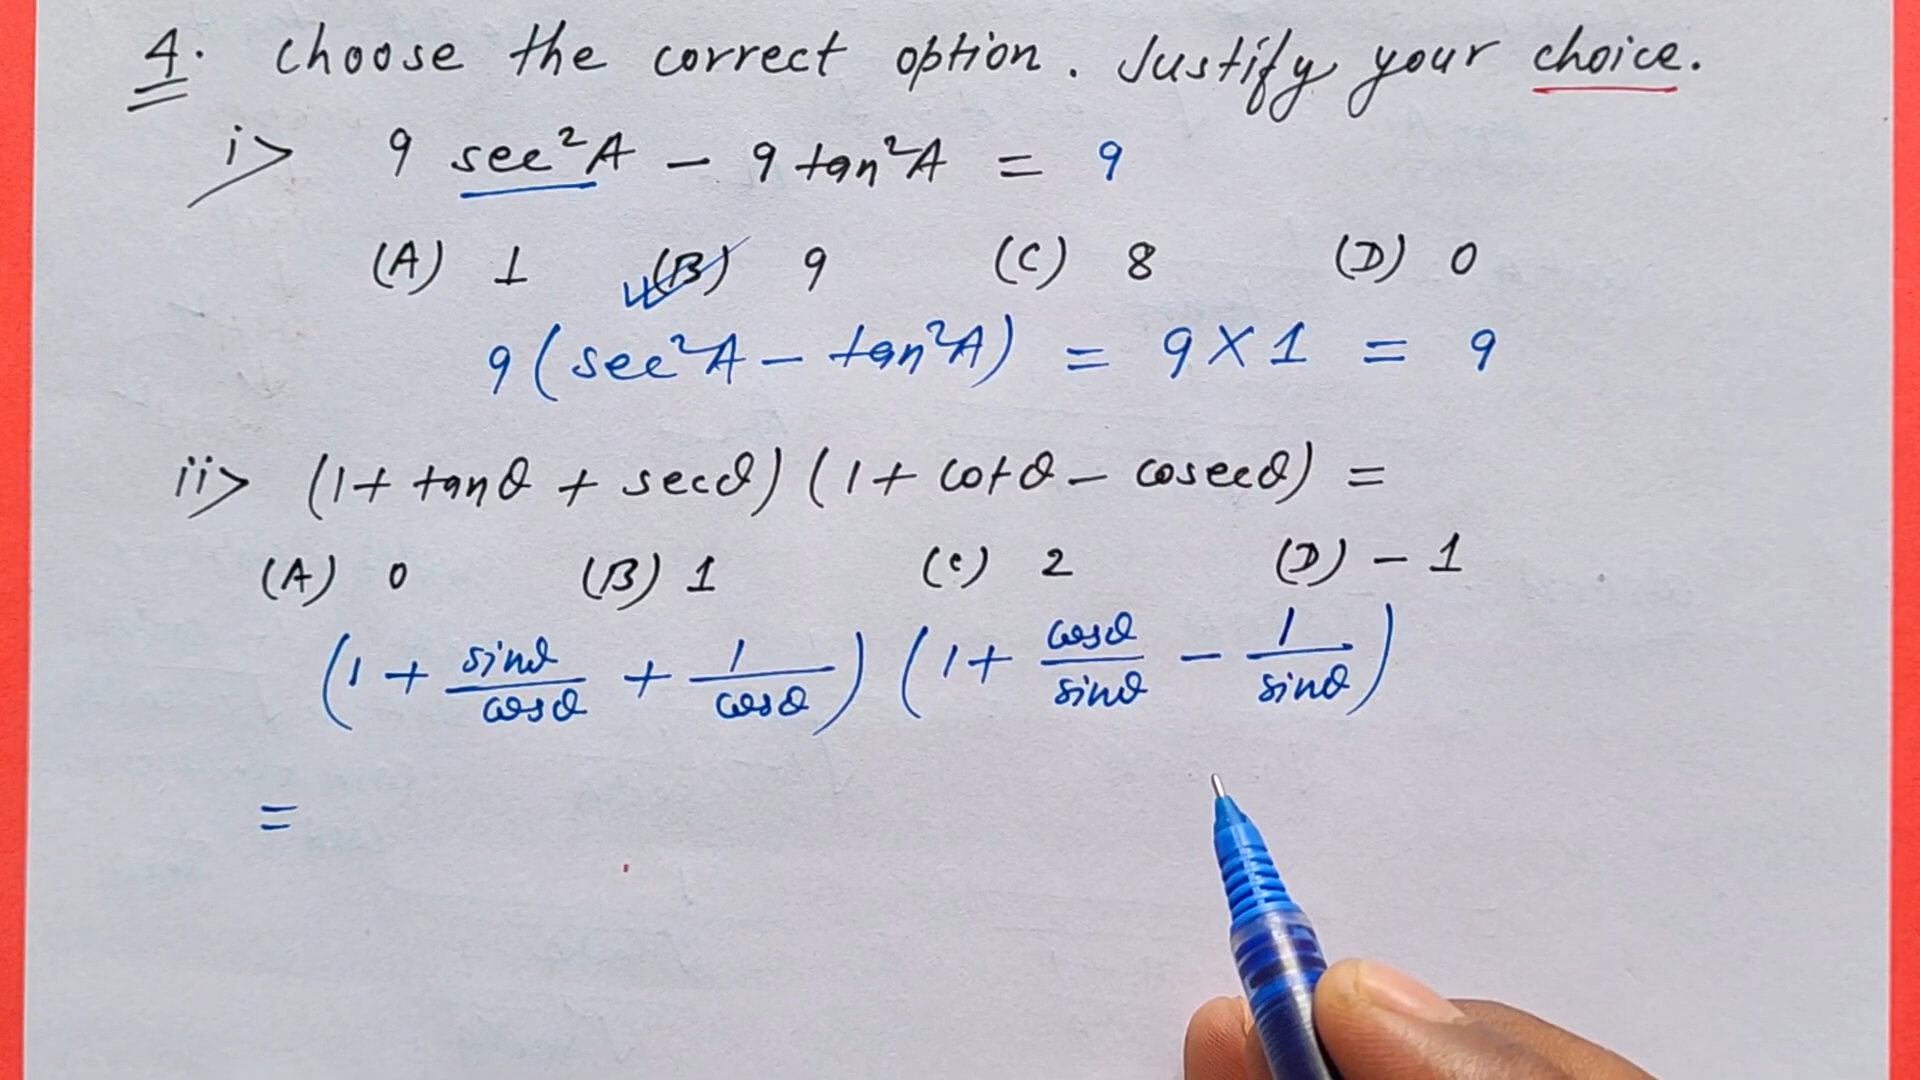 4. Choose the correct option. Justify your choice.
i> 9 sec²A - 9 tan²A = 9
(A) 1 (B) 9 (C) 8 (D) 0
9 (sec²A - tan²A) = 9 X 1 = 9
ii> (1 + tanθ + secθ) (1 + cotθ - cosecθ) =
(A) 0 (B) 1 (C) 2 (D) - 1
(1 + sinθ/cosθ + 1/cosθ) (1 + cosθ/sinθ - 1/sinθ)
=